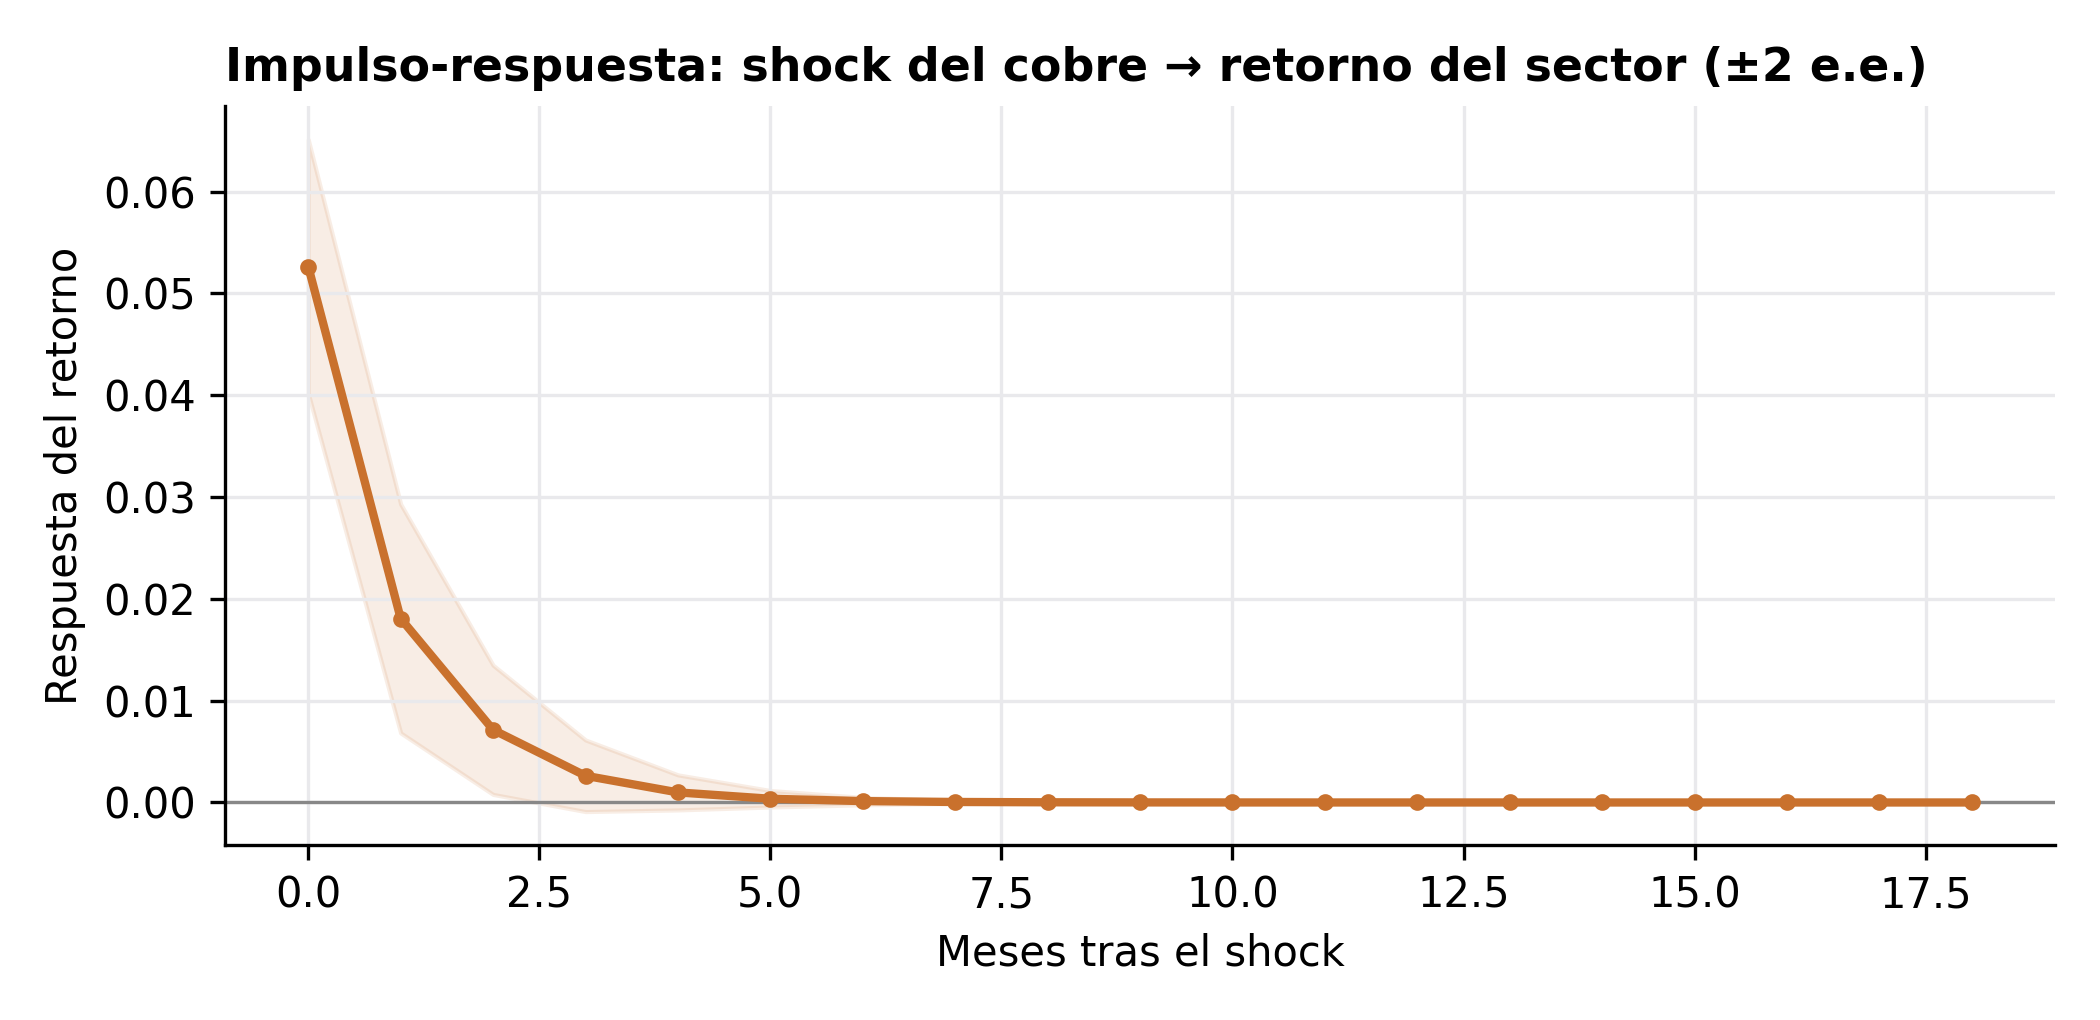 Impulso-respuesta: shock del cobre → retorno del sector (±2 e.e.)
Respuesta del retorno
0.06
0.05
0.04
0.03
0.02
0.01
0.00
0.0 2.5 5.0 7.5 10.0 12.5 15.0 17.5
Meses tras el shock